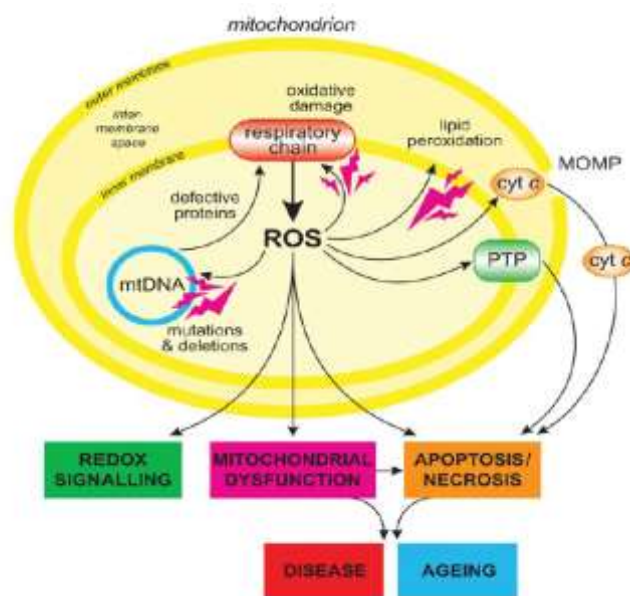 mitochondrion
outer membrane
inter
membrane
space
inner membrane
oxidative
damage
respiratory
chain
lipid
peroxidation
MOMP
cyt c
defective
proteins
ROS
mtDNA
PTP
cyt c
mutations
& deletions
REDOX
SIGNALLING
MITOCHONDRIAL
DYSFUNCTION
APOPTOSIS/
NECROSIS
DISEASE
AGEING